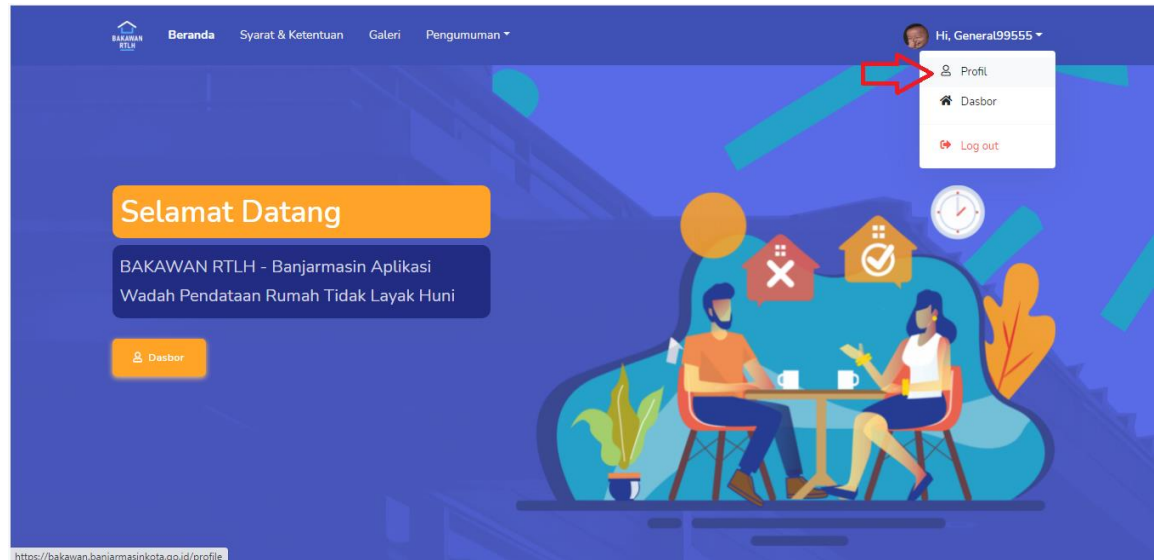 BAKAWAN
RTLH
Beranda
Syarat & Ketentuan
Galeri
Pengumuman
Hi, General99555
Profil
Dasbor
Log out
Selamat Datang
BAKAWAN RTLH - Banjarmasin Aplikasi
Wadah Pendataan Rumah Tidak Layak Huni
Dasbor
https://bakawan.banjarmasinkota.go.id/profile